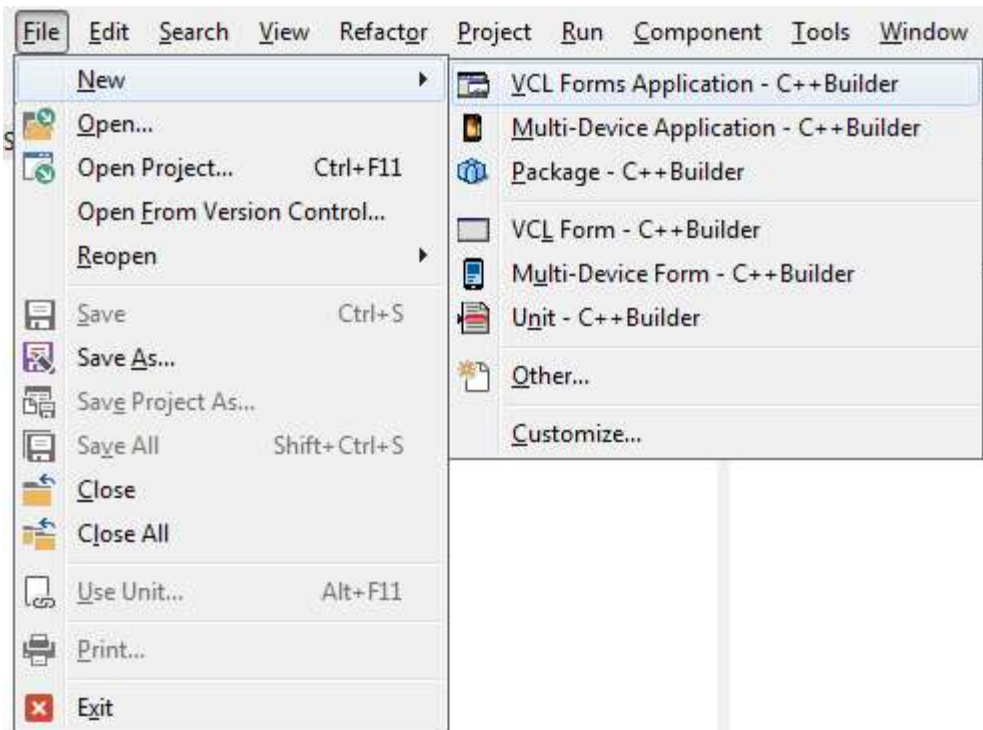 File Edit Search View Refactor Project Run Component Tools Window
New
Open...
Open Project... Ctrl+F11
Open From Version Control...
Reopen
Save Ctrl+S
Save As...
Save Project As...
Save All Shift+Ctrl+S
Close
Close All
Use Unit... Alt+F11
Print...
Exit
VCL Forms Application - C++Builder
Multi-Device Application - C++Builder
Package - C++Builder
VCL Form - C++Builder
Multi-Device Form - C++Builder
Unit - C++Builder
Other...
Customize...